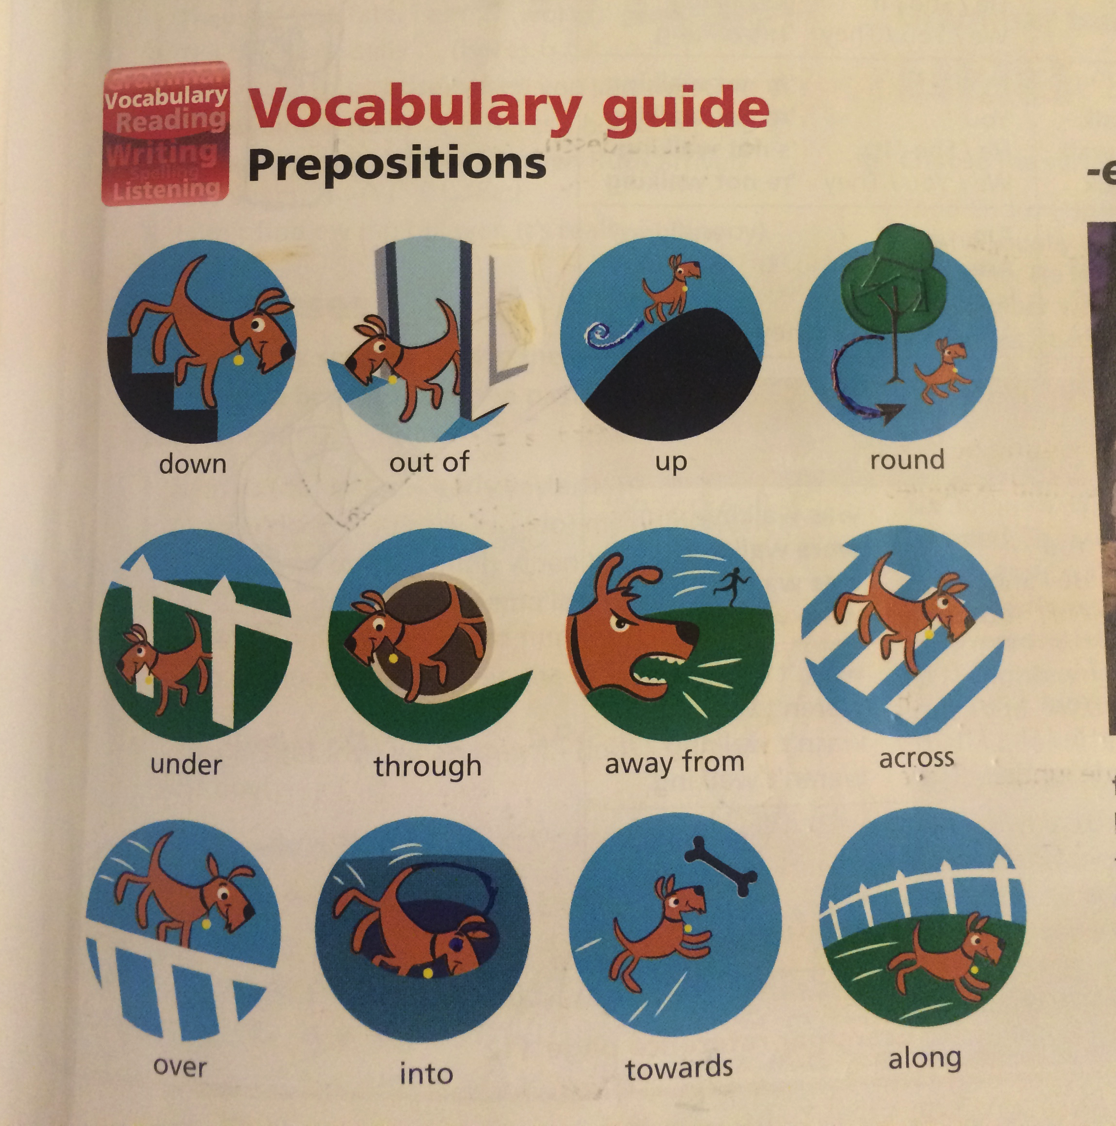 Grammar
Vocabulary
Reading
Writing
Spelling
Listening
Vocabulary guide
Prepositions
-e
down
out of
up
round
under
through
away from
across
over
into
towards
along